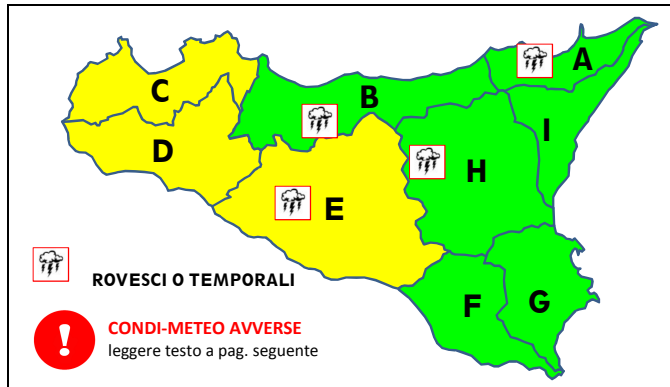 A
C
B
I
D
H
E
ROVESCI O TEMPORALI
F
G
!
CONDI-METEO AVVERSE
leggere testo a pag. seguente